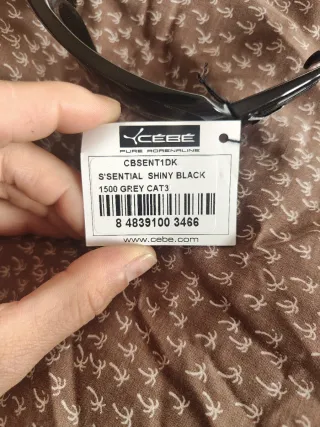 CÉBÉ
PURE ADRENALINE
CBSENT1DK
S'SENTIAL SHINY BLACK
1500 GREY CAT3
8 4839100 3466
www.cebe.com